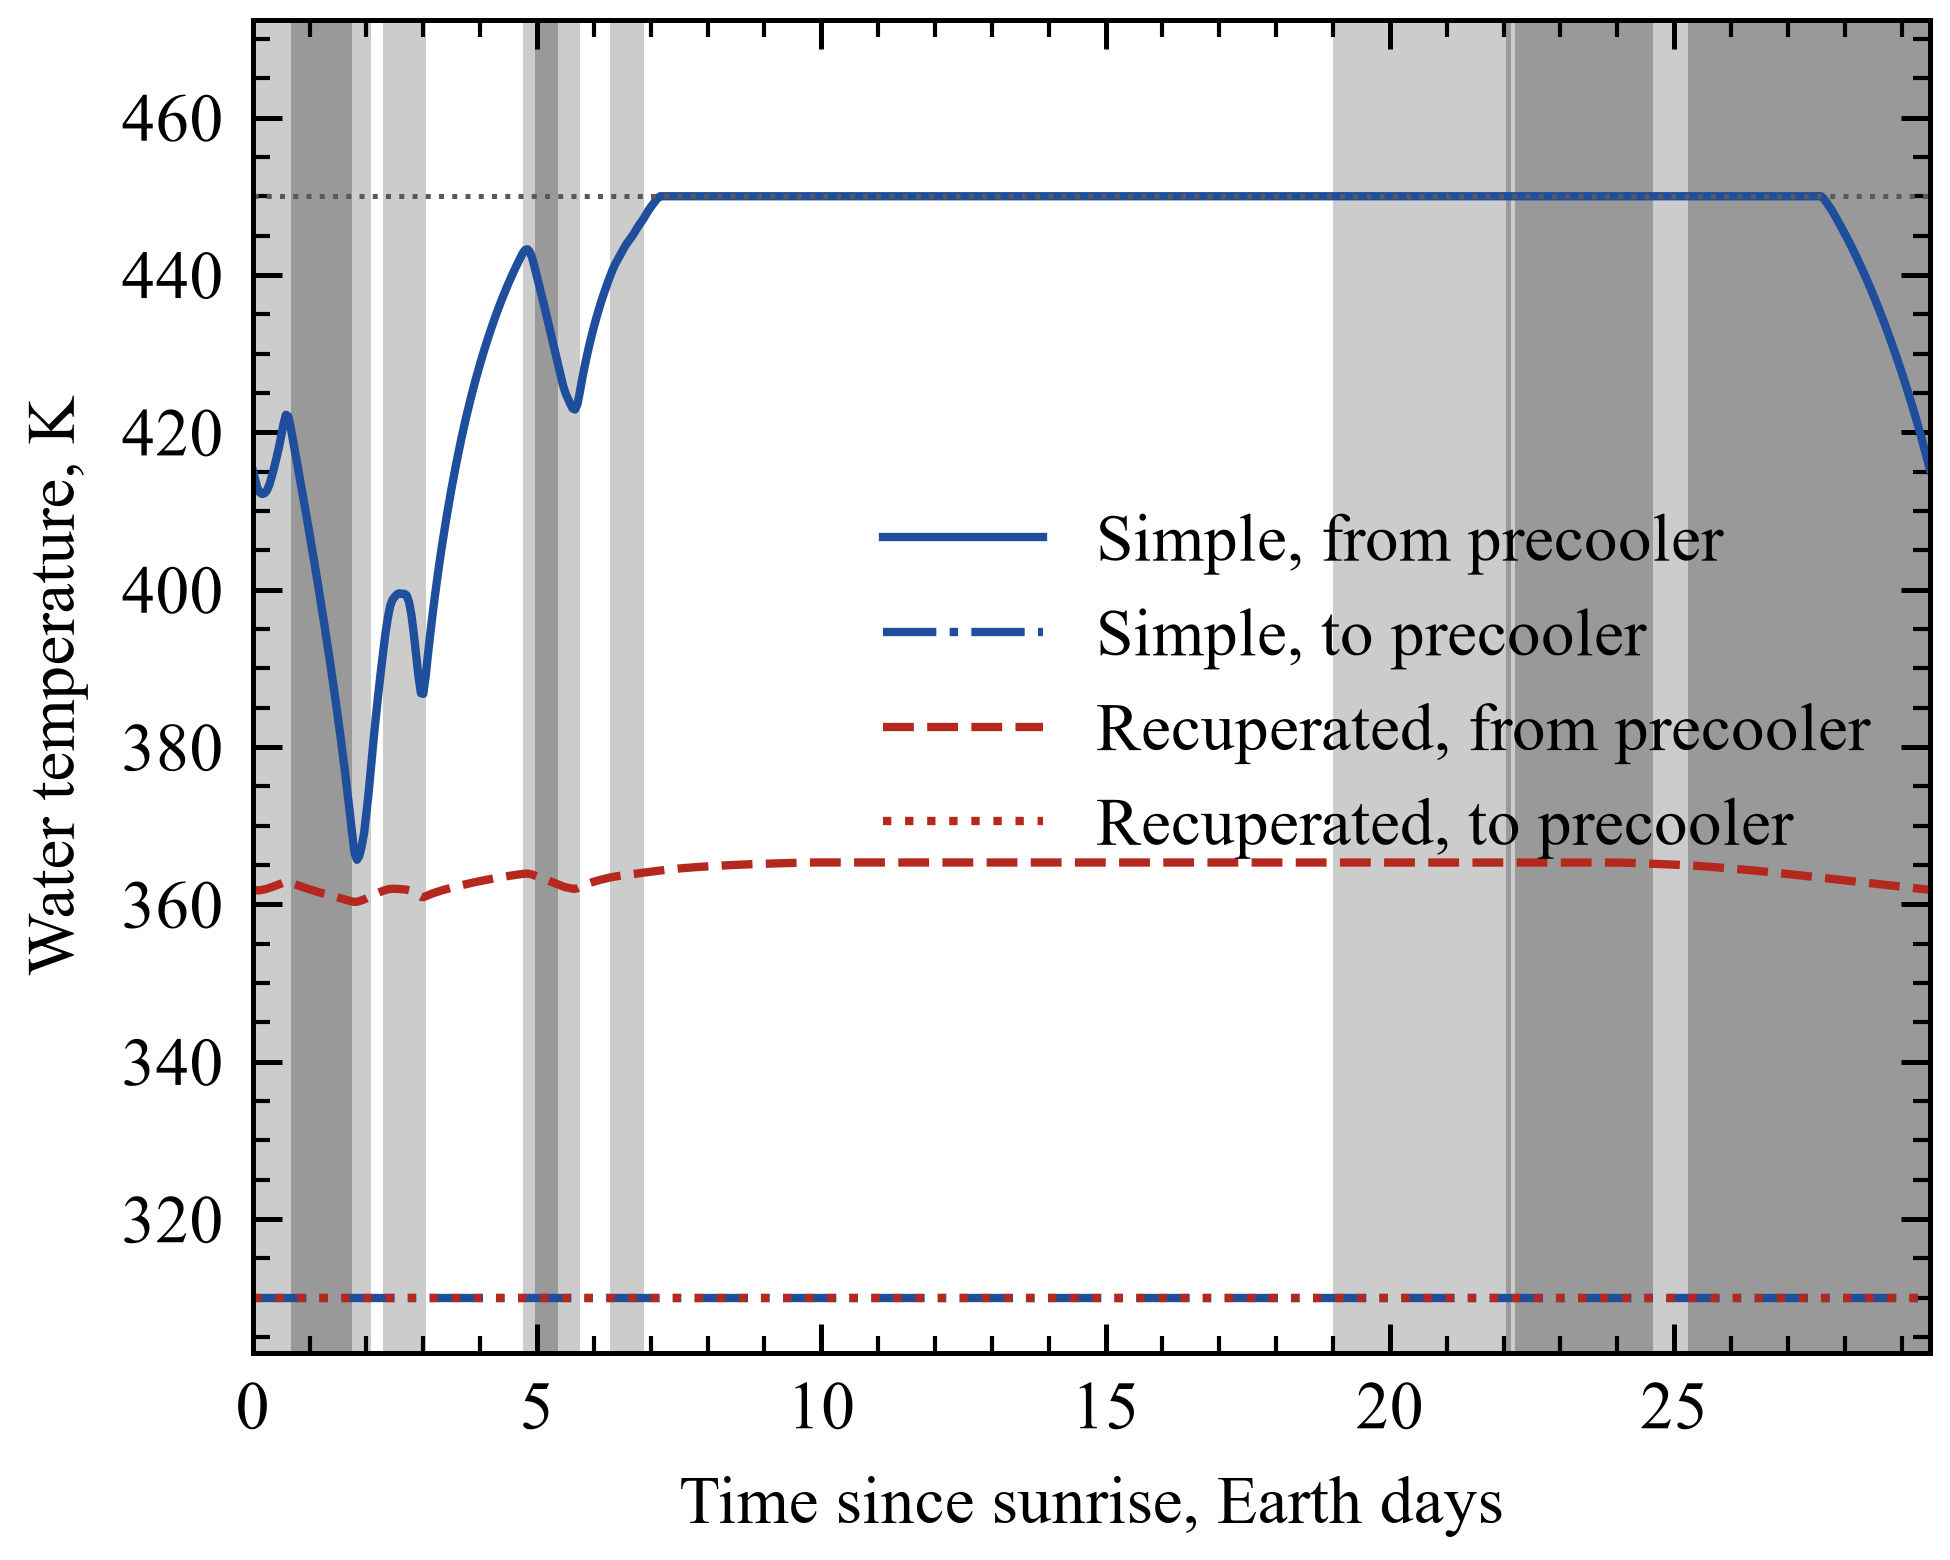 460
440
420
400
380
360
340
320
Water temperature, K
Simple, from precooler
Simple, to precooler
Recuperated, from precooler
Recuperated, to precooler
0 5 10 15 20 25
Time since sunrise, Earth days